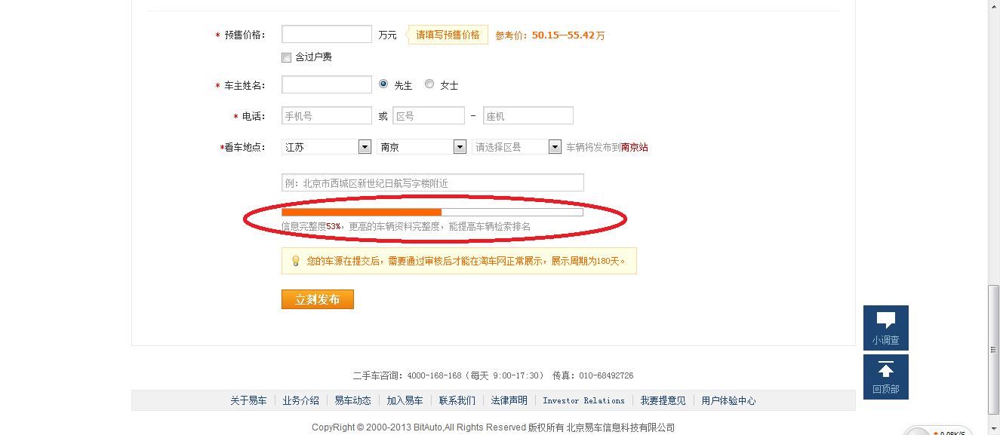 * 预售价格： 万元 请填写预售价格 参考价：50.15—55.42万
含过户费
* 车主姓名： 先生 女士
* 电话： 手机号 或 区号 - 座机
*看车地点： 江苏 南京 请选择区县 车辆将发布到南京站
例：北京市西城区新世纪日航写字楼附近
信息完整度53%，更高的车辆资料完整度，能提高车辆检索排名
您的车源在提交后，需要通过审核后才能在淘车网正常展示，展示周期为180天。
立刻发布
小调查
回顶部
二手车咨询：4000-168-168（每天 9:00-17:30） 传真：010-68492726
关于易车 业务介绍 易车动态 加入易车 联系我们 法律声明 Investor Relations 我要提意见 用户体验中心
CopyRight © 2000-2013 BitAuto,All Rights Reserved 版权所有 北京易车信息科技有限公司